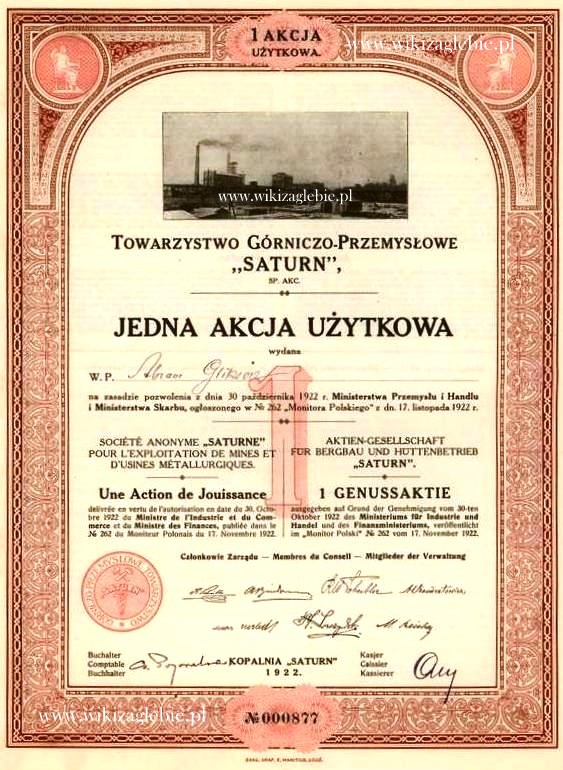 1 AKCJA
UŻYTKOWA.
www.wikizaglebie.pl
www.wikizaglebie.pl
TOWARZYSTWO GÓRNICZO-PRZEMYSŁOWE
„SATURN”,
SP. AKC.
JEDNA AKCJA UŻYTKOWA
wydana
W. P. Abram
na zasadzie pozwolenia z dnia 30 października 1922 r. Ministerstwa Przemysłu i Handlu
i Ministerstwa Skarbu, ogłoszonego w № 262 „Monitora Polskiego” z dn. 17. listopada 1922 r.
SOCIÉTÉ ANONYME „SATURNE”
POUR L'EXPLOITATION DE MINES ET
D'USINES MÉTALLURGIQUES.
Une Action de Jouissance
délivrée en vertu de l'autorisation en date du 30. Octo-
bre 1922 du Ministre de l'Industrie et du Com-
merce et du Ministre des Finances, publiée dans le
№ 262 du Moniteur Polonais du 17. Novembre 1922.
AKTIEN-GESELLSCHAFT
FÜR BERGBAU UND HÜTTENBETRIEB
„SATURN”.
1 GENUSSAKTIE
ausgegeben auf Grund der Genehmigung vom 30-ten
Oktober 1922 des Ministeriums für Industrie und
Handel und des Finanzministeriums, veröffentlicht
im „Monitor Polski” № 262 vom 17. November 1922.
Członkowie Zarządu – Membres du Conseil – Mitglieder der Verwaltung
Buchalter
Comptable
Buchhalter
KOPALNIA „SATURN”
1922.
Kasjer
Caissier
Kassierer
www.wikizaglebie.pl
№000877
1